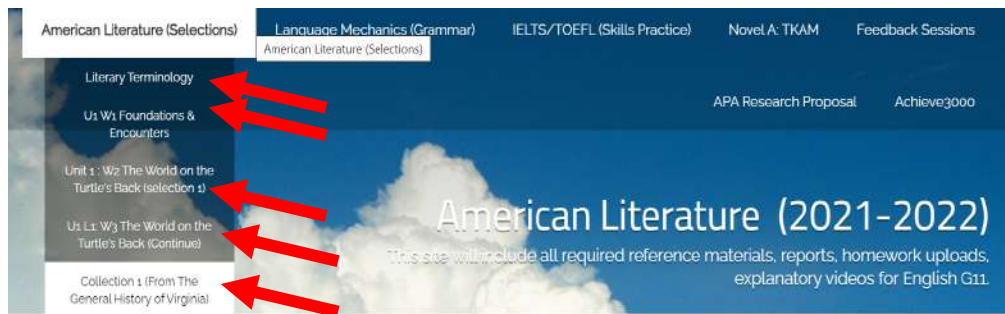 American Literature (Selections) Language Mechanics (Grammar) IELTS/TOEFL (Skills Practice) Novel A: TKAM Feedback Sessions
American Literature (Selections)
APA Research Proposal Achieve3000
Literary Terminology
U1 W1 Foundations &
Encounters
Unit 1 : W2 The World on the
Turtle's Back (selection 1)
U1 L1: W3 The World on the
Turtle's Back (Continue)
Collection 1 (From The
General History of Virginia)
American Literature (2021-2022)
This site will include all required reference materials, reports, homework uploads,
explanatory videos for English G11.